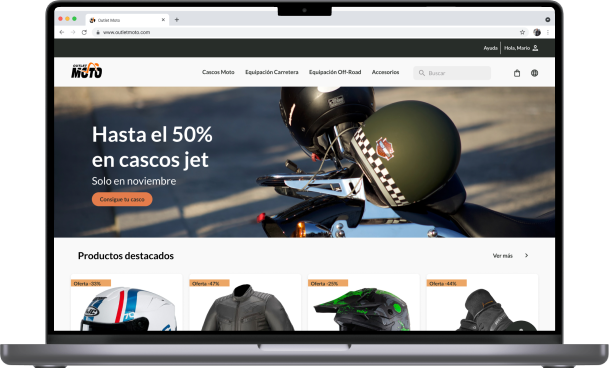 Outlet Moto
www.outletmoto.com
Ayuda
Hola, Mario
OUTLET
MOTO
Cascos Moto
Equipación Carretera
Equipación Off-Road
Accesorios
Buscar
Hasta el 50%
en cascos jet
Solo en noviembre
Consigue tu casco
Productos destacados
Ver más
Oferta -35%
Oferta -47%
Oferta -25%
Oferta -44%
HJC